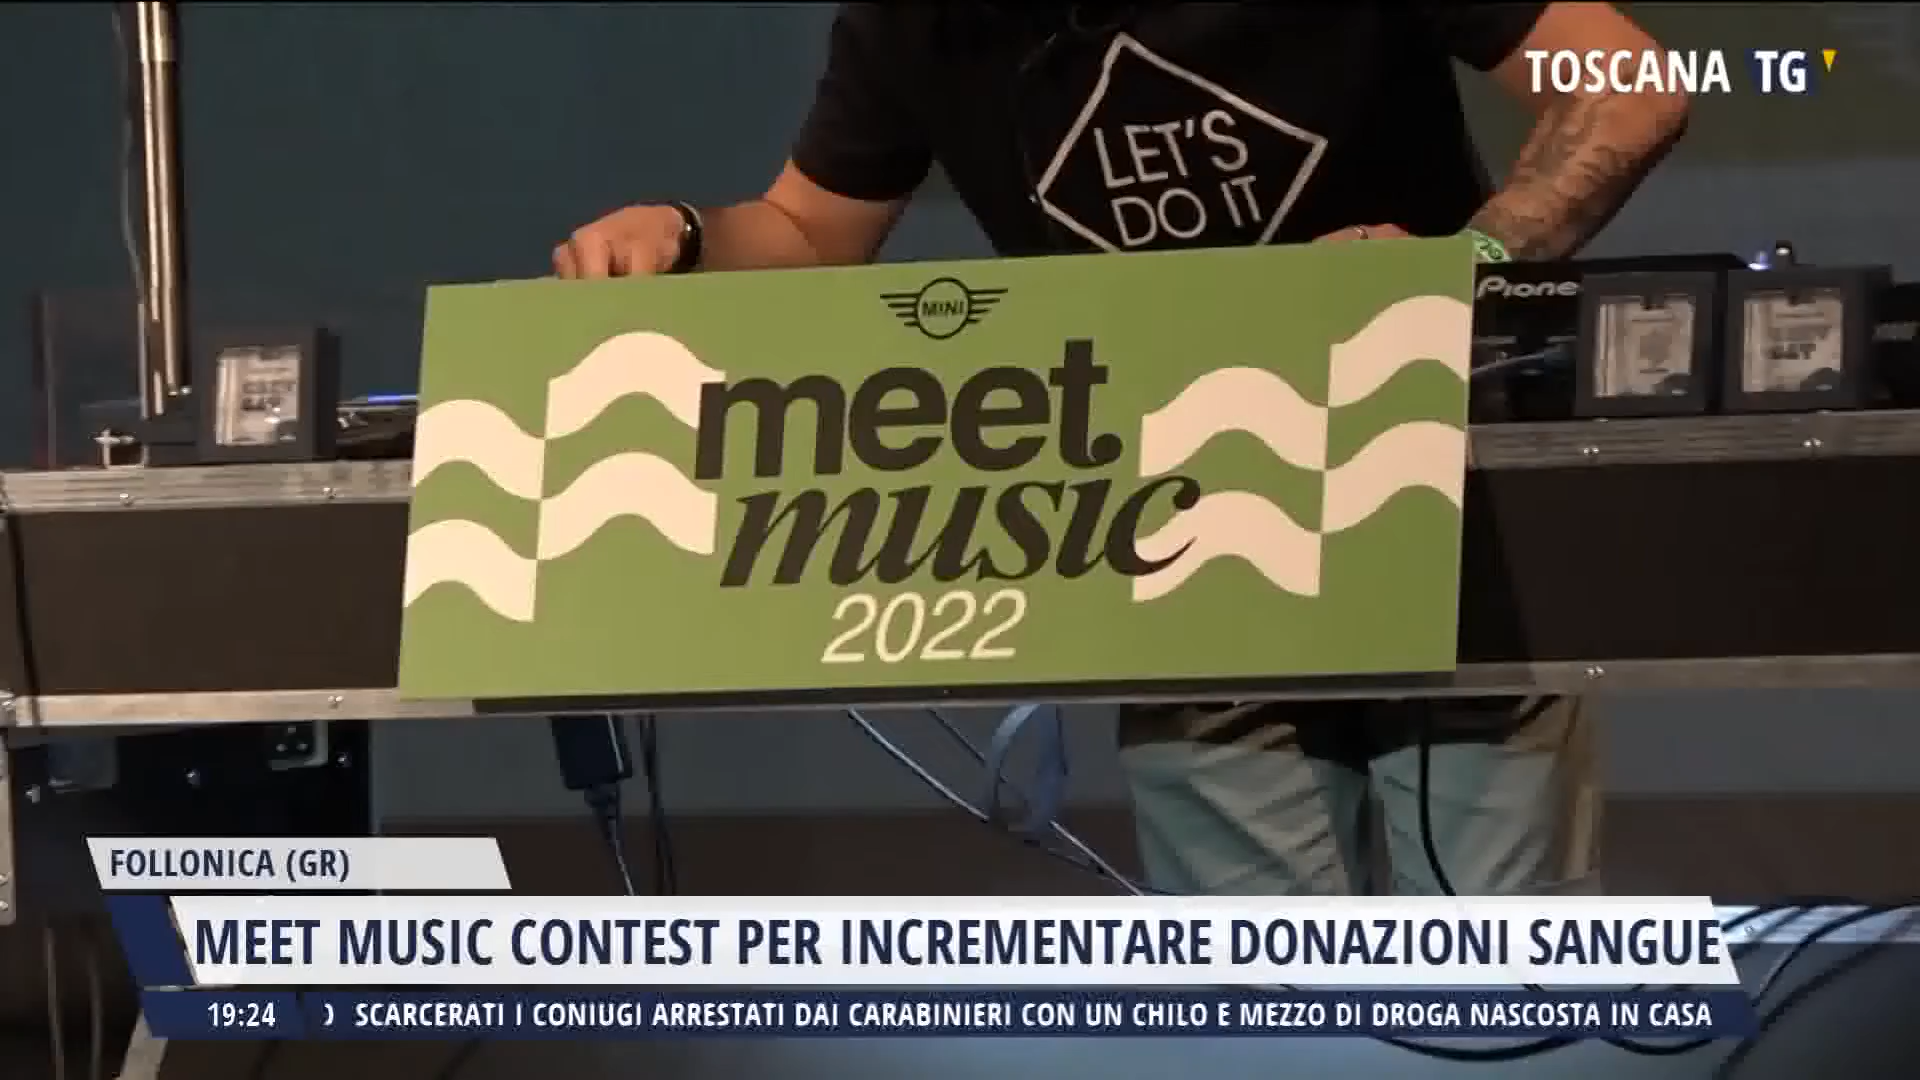 TOSCANA TG
LET'S
DO IT
Pione
MINI
meet
music
2022
FOLLONICA (GR)
MEET MUSIC CONTEST PER INCREMENTARE DONAZIONI SANGUE
19:24 O SCARCERATI I CONIUGI ARRESTATI DAI CARABINIERI CON UN CHILO E MEZZO DI DROGA NASCOSTA IN CASA